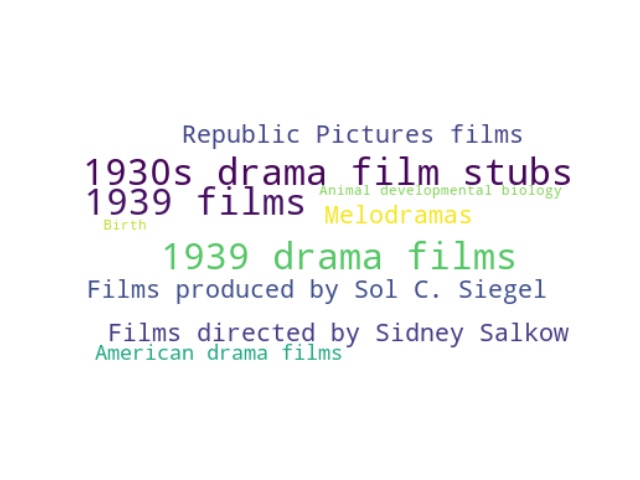 Republic Pictures films
1930s drama film stubs
Animal developmental biology
1939 films
Melodramas
Birth
1939 drama films
Films produced by Sol C. Siegel
Films directed by Sidney Salkow
American drama films